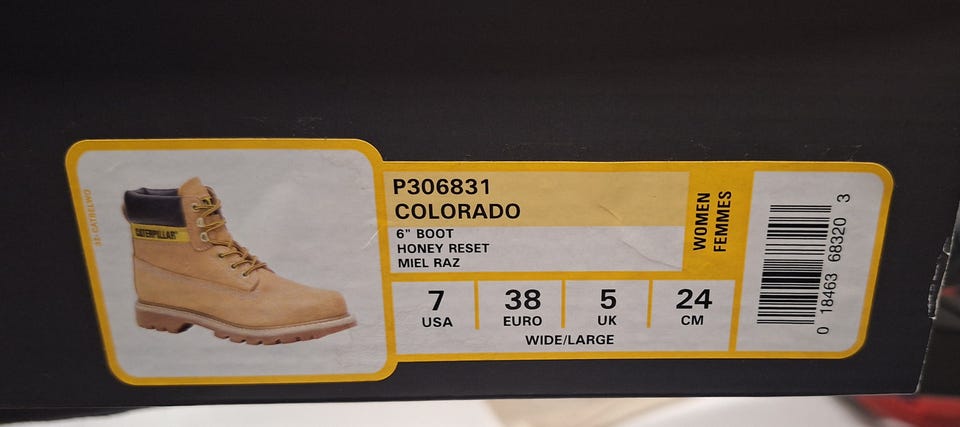 CATERPILLAR
P306831
COLORADO
6" BOOT
HONEY RESET
MIEL RAZ
WOMEN
FEMMES
7
USA
38
EURO
5
UK
24
CM
WIDE/LARGE
0 18463 68320 3